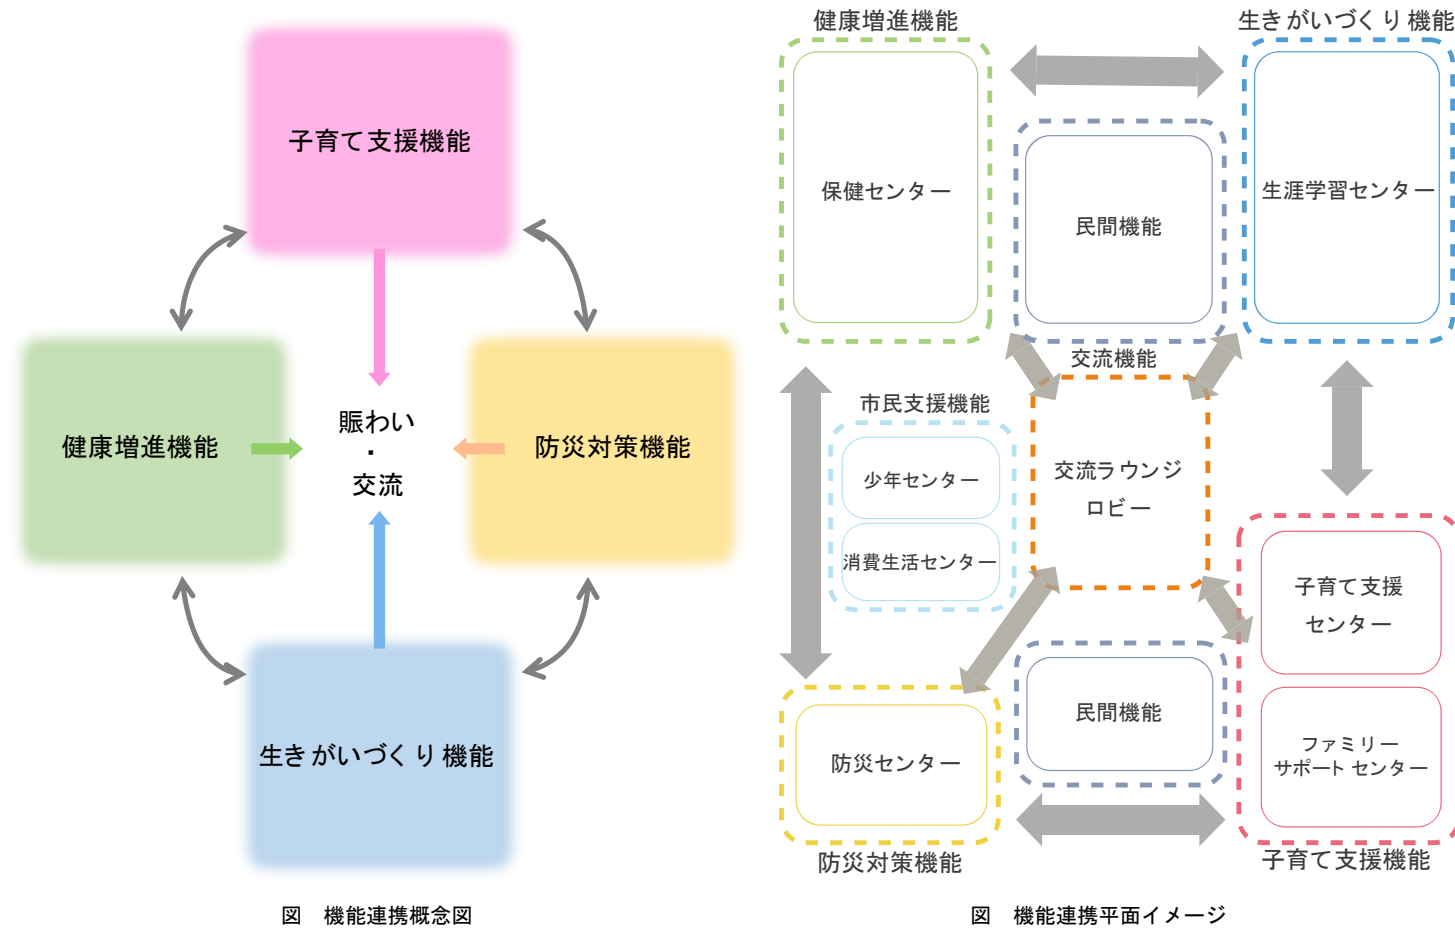 子育て支援機能
健康増進機能
賑わい
・
交流
防災対策機能
生きがいづくり機能
図　機能連携概念図
健康増進機能
生きがいづくり機能
保健センター
民間機能
生涯学習センター
交流機能
市民支援機能
少年センター
消費生活センター
交流ラウンジ
ロビー
子育て支援
センター
民間機能
防災センター
ファミリー
サポートセンター
防災対策機能
子育て支援機能
図　機能連携平面イメージ